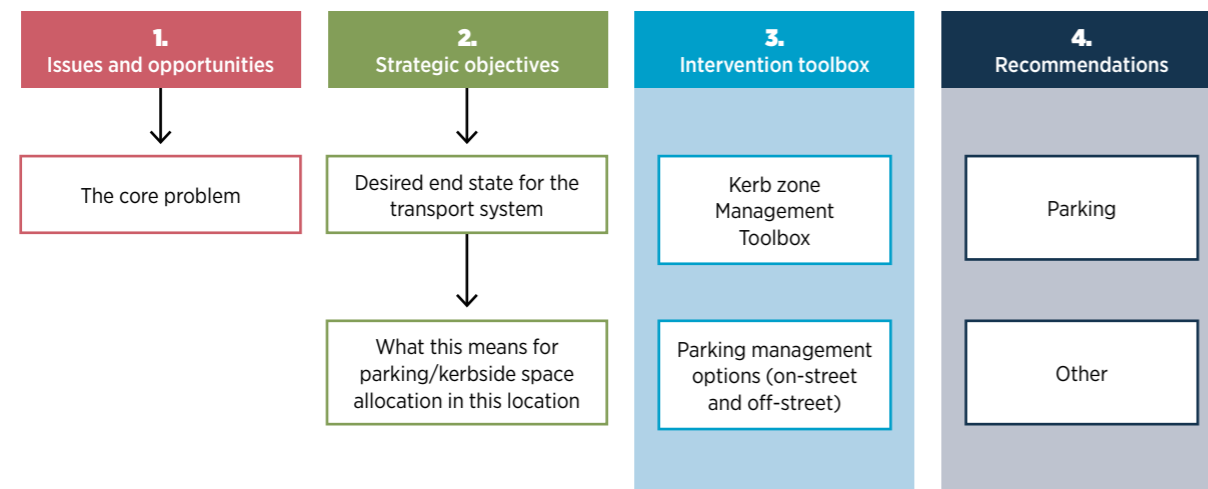 1.
Issues and opportunities
The core problem
2.
Strategic objectives
Desired end state for the
transport system
What this means for
parking/kerbside space
allocation in this location
3.
Intervention toolbox
Kerb zone
Management
Toolbox
Parking management
options (on-street
and off-street)
4.
Recommendations
Parking
Other